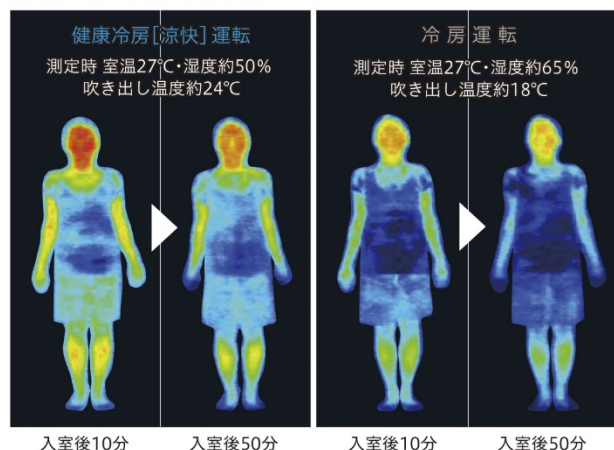 健康冷房[涼快]運転
測定時 室温27℃・湿度約50%
吹き出し温度約24℃
入室後10分
入室後50分
冷房運転
測定時 室温27℃・湿度約65%
吹き出し温度約18℃
入室後10分
入室後50分